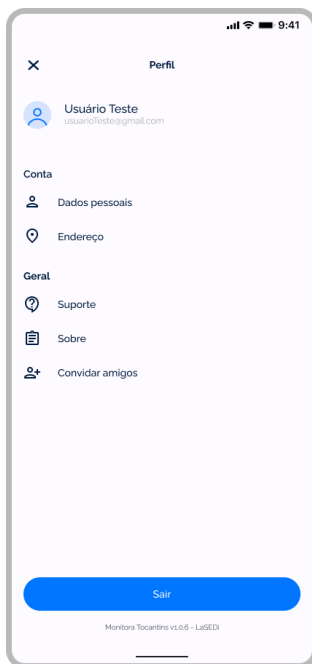 9:41
Perfil
Usuário Teste
usuarioTeste@gmail.com
Conta
Dados pessoais
Endereço
Geral
Suporte
Sobre
Convidar amigos
Sair
Monitora Tocantins v1.0.6 - LaSEDi